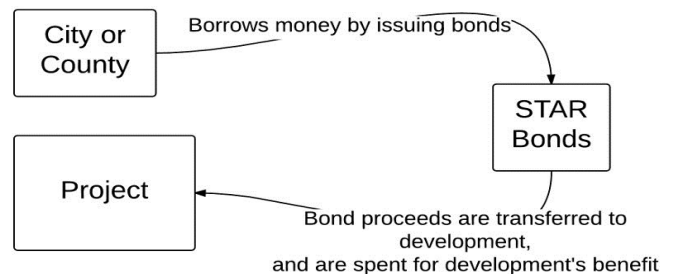 City or
County
Borrows money by issuing bonds
STAR
Bonds
Project
Bond proceeds are transferred to
development,
and are spent for development's benefit